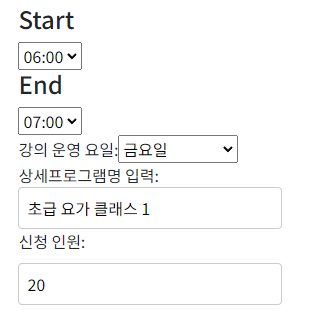 Start
06:00
End
07:00
강의 운영 요일: 금요일
상세프로그램명 입력:
초급 요가 클래스 1
신청 인원:
20